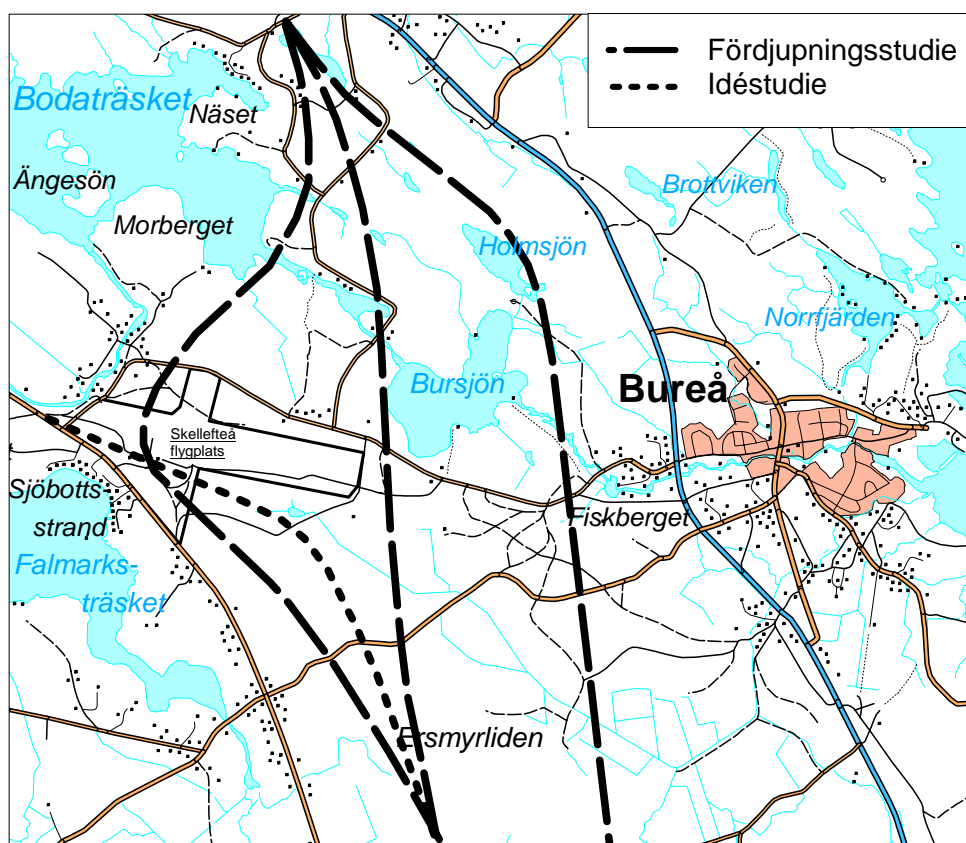 Fördjupningsstudie
Idéstudie
Bodaträsket
Näset
Ängesön
Morberget
Brottviken
Holmsjön
Norrfjärden
Bursjön
Bureå
Skellefteå
flygplats
Sjöbotts-
strand
Fiskberget
Falmarks-
träsket
Ersmyrliden